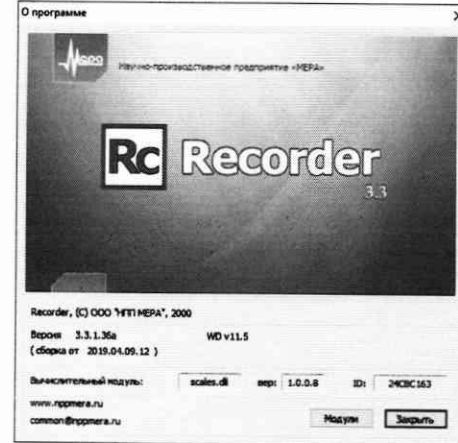 О программе
Научно-производственное предприятие «МЕРА»
Rc Recorder
3.3
Recorder, (C) ООО "НПП МЕРА", 2000
Версия 3.3.1.36a WD v11.5
( сборка от 2019.04.09.12 )
Вычислительный модуль: scales.dll вер: 1.0.0.8 ID: 24CBC163
www.nppmera.ru
common@nppmera.ru
Модули Закрыть